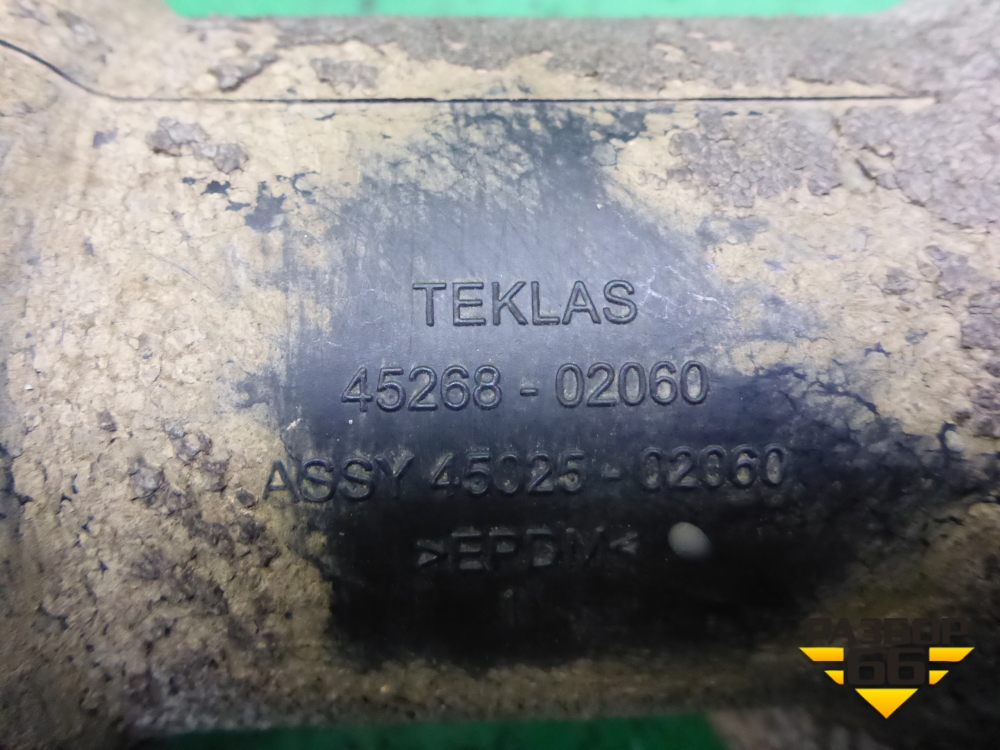 TEKLAS
45268 - 02060
ASSY 45025 - 02060
>EPDM<
РАЗБОР
66